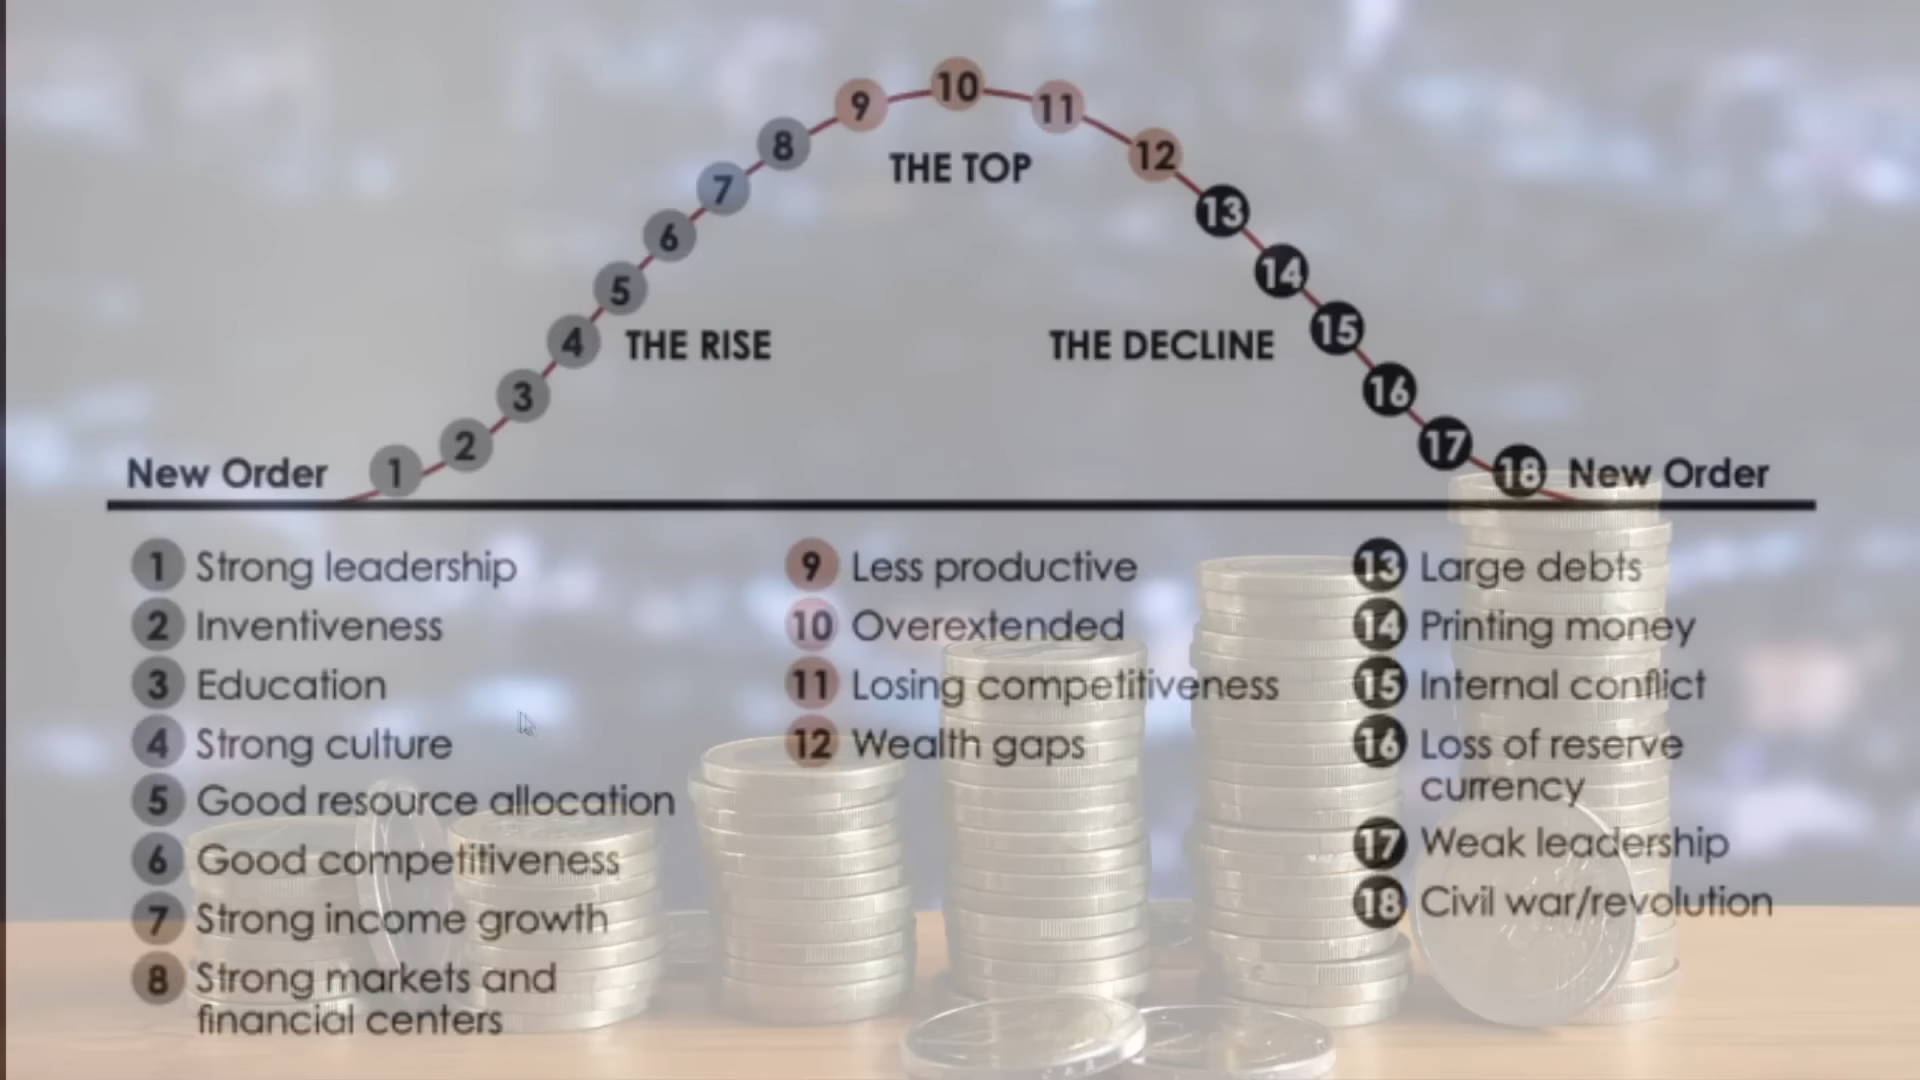 9 10 11
8 12
THE TOP
7 13
6 14
5 15
4 THE RISE THE DECLINE 16
3 17
2 18
New Order 1 New Order
1 Strong leadership
2 Inventiveness
3 Education
4 Strong culture
5 Good resource allocation
6 Good competitiveness
7 Strong income growth
8 Strong markets and
financial centers
9 Less productive
10 Overextended
11 Losing competitiveness
12 Wealth gaps
13 Large debts
14 Printing money
15 Internal conflict
16 Loss of reserve
currency
17 Weak leadership
18 Civil war/revolution